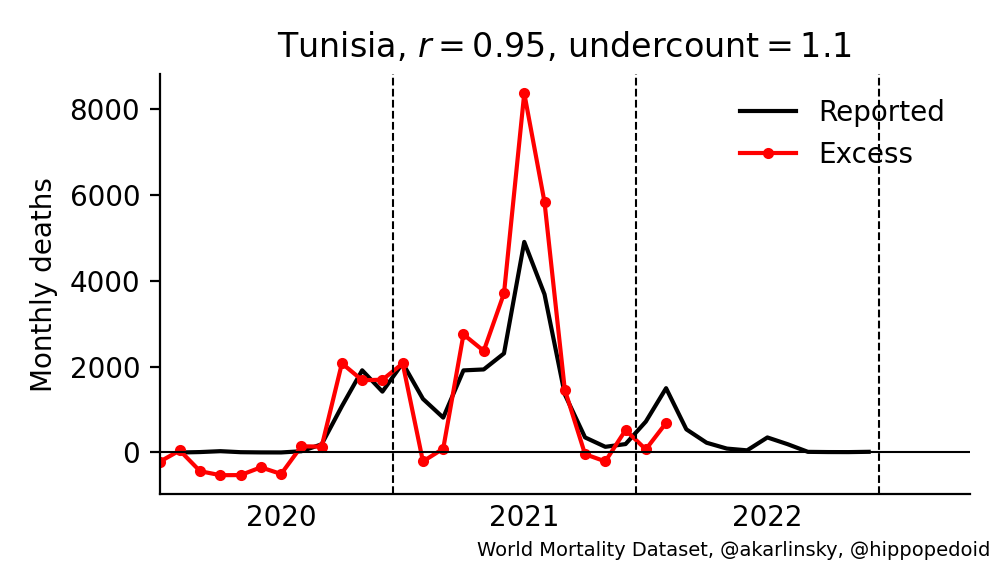 Tunisia, r = 0.95, undercount = 1.1
Monthly deaths
8000
6000
4000
2000
0
Reported
Excess
2020 2021 2022
World Mortality Dataset, @akarlinsky, @hippopedoid